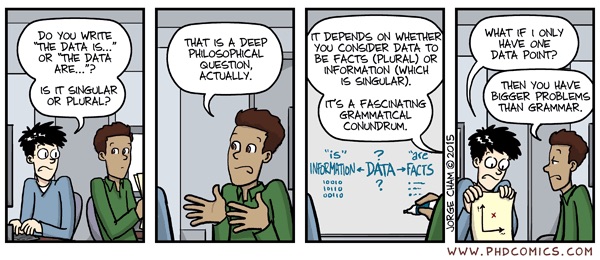 DO YOU WRITE
"THE DATA IS..."
OR "THE DATA
ARE..."?
IS IT SINGULAR
OR PLURAL?
THAT IS A DEEP
PHILOSOPHICAL
QUESTION,
ACTUALLY.
IT DEPENDS ON WHETHER
YOU CONSIDER DATA TO
BE FACTS (PLURAL) OR
INFORMATION (WHICH
IS SINGULAR).
IT'S A FASCINATING
GRAMMATICAL
CONUNDRUM.
"is" ? "are
INFORMATION ← DATA → FACTS
?
01010
10110
00110
JORGE CHAM © 2015
WHAT IF I ONLY
HAVE ONE
DATA POINT?
THEN YOU HAVE
BIGGER PROBLEMS
THAN GRAMMAR.
x
WWW.PHDCOMICS.COM